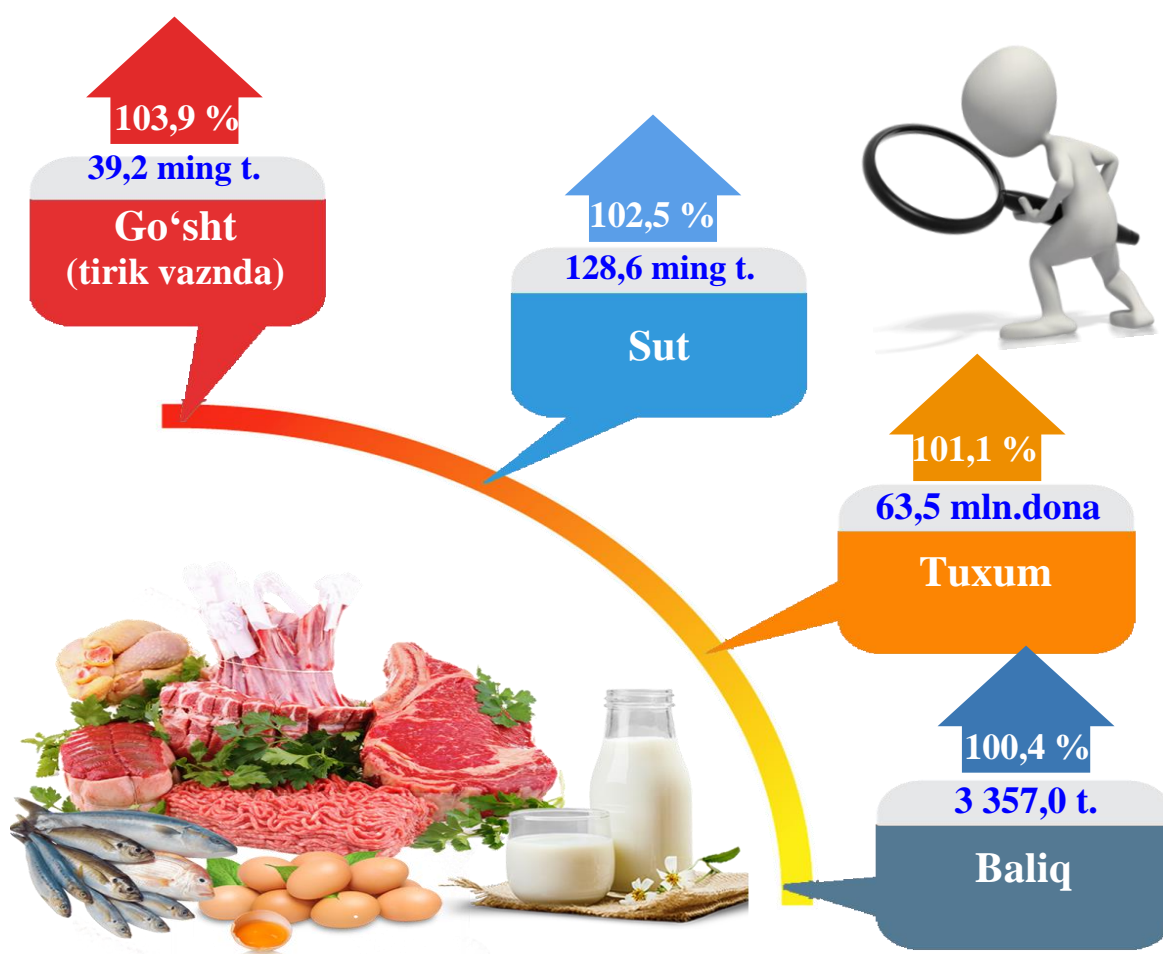 103,9 %
39,2 ming t.
Go‘sht
(tirik vaznda)
102,5 %
128,6 ming t.
Sut
101,1 %
63,5 mln.dona
Tuxum
100,4 %
3 357,0 t.
Baliq